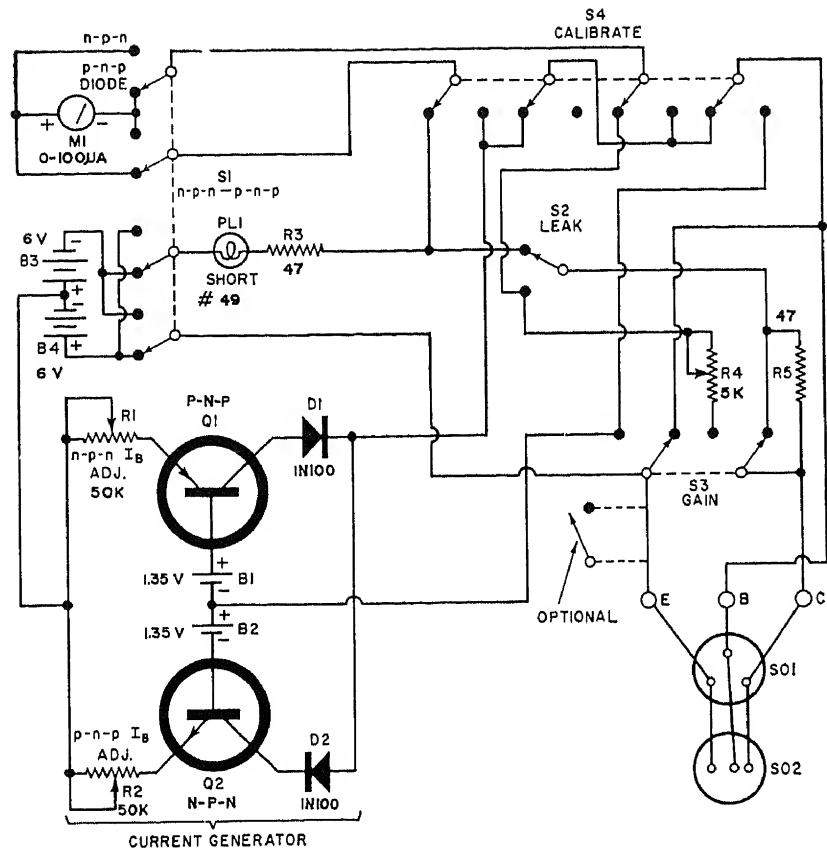 S4
CALIBRATE
n-p-n
p-n-p
DIODE
+
-
M1
0-100µA
S1
n-p-n—p-n-p
S2
LEAK
PL1
R3
SHORT
47
# 49
6 V
-
B3
+
-
B4
+
6 V
47
R4
5K
R5
P-N-P
Q1
D1
1N100
R1
n-p-n IB
ADJ.
50K
S3
GAIN
+
1.35 V
B1
-
+
1.35 V
B2
-
OPTIONAL
E
B
C
SO1
SO2
p-n-p IB
ADJ.
R2
50K
Q2
N-P-N
D2
1N100
CURRENT GENERATOR